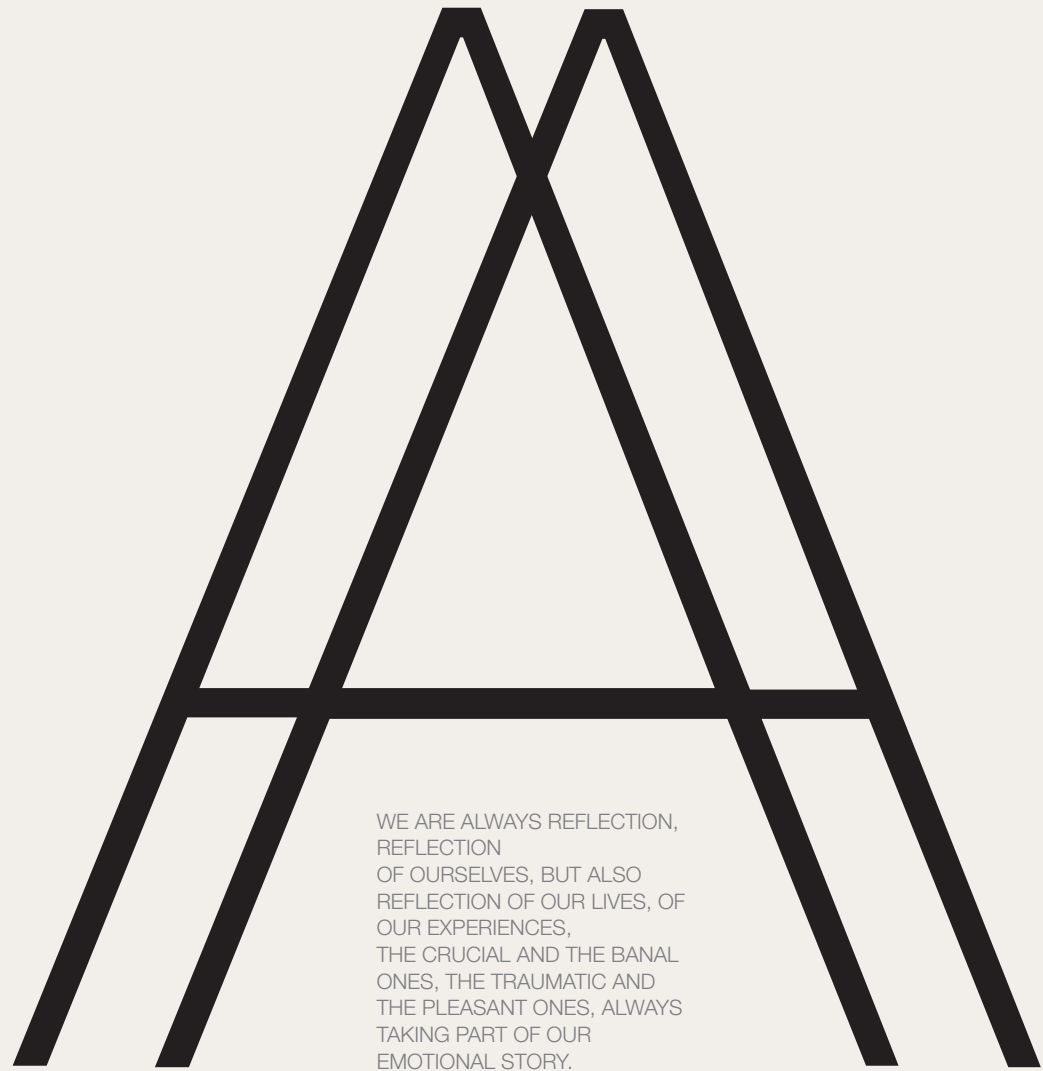 AA
WE ARE ALWAYS REFLECTION,
REFLECTION
OF OURSELVES, BUT ALSO
REFLECTION OF OUR LIVES, OF
OUR EXPERIENCES,
THE CRUCIAL AND THE BANAL
ONES, THE TRAUMATIC AND
THE PLEASANT ONES, ALWAYS
TAKING PART OF OUR
EMOTIONAL STORY.